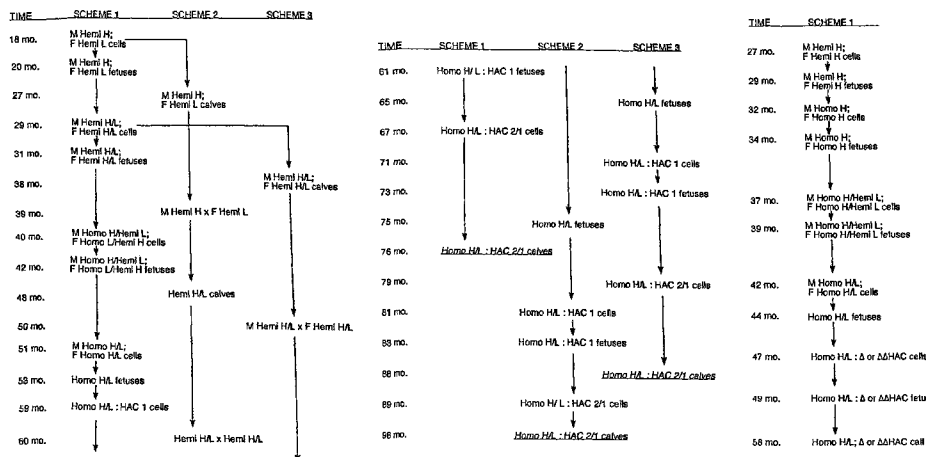 TIME SCHEME 1 SCHEME 2 SCHEME 3
18 mo. M Hemi H;
F Hemi L cells
20 mo. M Hemi H;
F Hemi L fetuses
27 mo. M Hemi H;
F Hemi L calves
29 mo. M Hemi H/L;
F Hemi H/L cells
31 mo. M Hemi H/L;
F Hemi H/L fetuses
38 mo. M Hemi H/L;
F Hemi H/L calves
39 mo. M Hemi H x F Hemi L
40 mo. M Homo H/Hemi L;
F Homo L/Hemi H cells
42 mo. M Homo H/Hemi L;
F Homo L/Hemi H fetuses
48 mo. Hemi H/L calves
50 mo. M Hemi H/L x F Hemi H/L
51 mo. M Homo H/L;
F Homo H/L cells
53 mo. Homo H/L fetuses
59 mo. Homo H/L : HAC 1 cells
60 mo. Hemi H/L x Hemi H/L
TIME SCHEME 1 SCHEME 2 SCHEME 3
61 mo. Homo H/L : HAC 1 fetuses
65 mo. Homo H/L fetuses
67 mo. Homo H/L : HAC 2/1 cells
71 mo. Homo H/L : HAC 1 cells
73 mo. Homo H/L : HAC 1 fetuses
75 mo. Homo H/L fetuses
76 mo. Homo H/L : HAC 2/1 calves
79 mo. Homo H/L : HAC 2/1 cells
81 mo. Homo H/L : HAC 1 cells
83 mo. Homo H/L : HAC 1 fetuses
88 mo. Homo H/L : HAC 2/1 calves
89 mo. Homo H/ L : HAC 2/1 cells
98 mo. Homo H/L : HAC 2/1 calves
TIME SCHEME 1
27 mo. M Hemi H;
F Hemi H cells
29 mo. M Hemi H;
F Hemi H fetuses
32 mo. M Homo H;
F Homo H cells
34 mo. M Homo H;
F Homo H fetuses
37 mo. M Homo H/Hemi L;
F Homo H/Hemi L cells
39 mo. M Homo H/Hemi L;
F Homo H/Hemi L fetuses
42 mo. M Homo H/L;
F Homo H/L cells
44 mo. Homo H/L fetuses
47 mo. Homo H/L : Δ or ΔΔHAC cells
49 mo. Homo H/L : Δ or ΔΔHAC fetu
58 mo. Homo H/L; Δ or ΔΔHAC calf